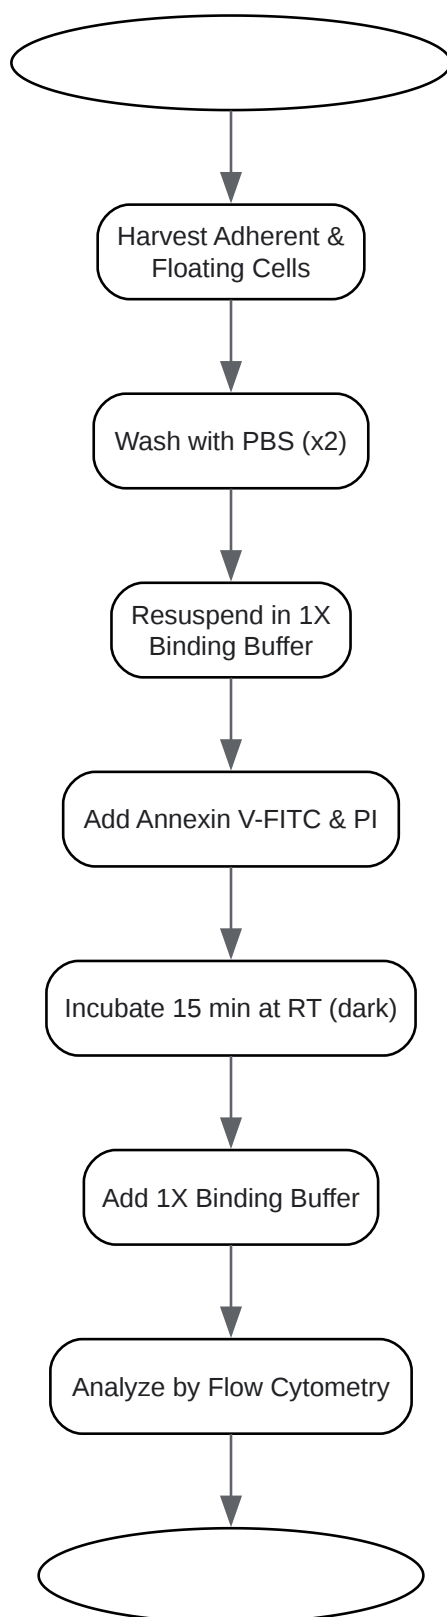 Harvest Adherent &
Floating Cells
Wash with PBS (x2)
Resuspend in 1X
Binding Buffer
Add Annexin V-FITC & PI
Incubate 15 min at RT (dark)
Add 1X Binding Buffer
Analyze by Flow Cytometry